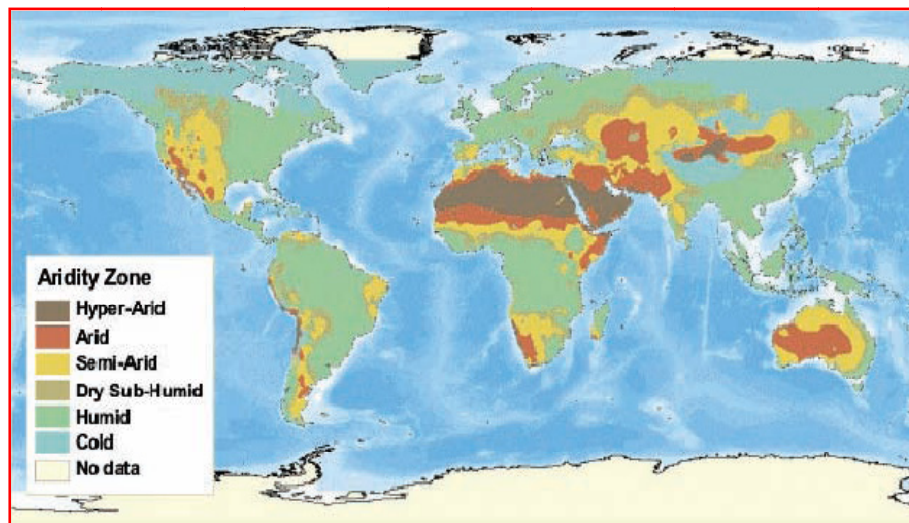 Aridity Zone
Hyper-Arid
Arid
Semi-Arid
Dry Sub-Humid
Humid
Cold
No data